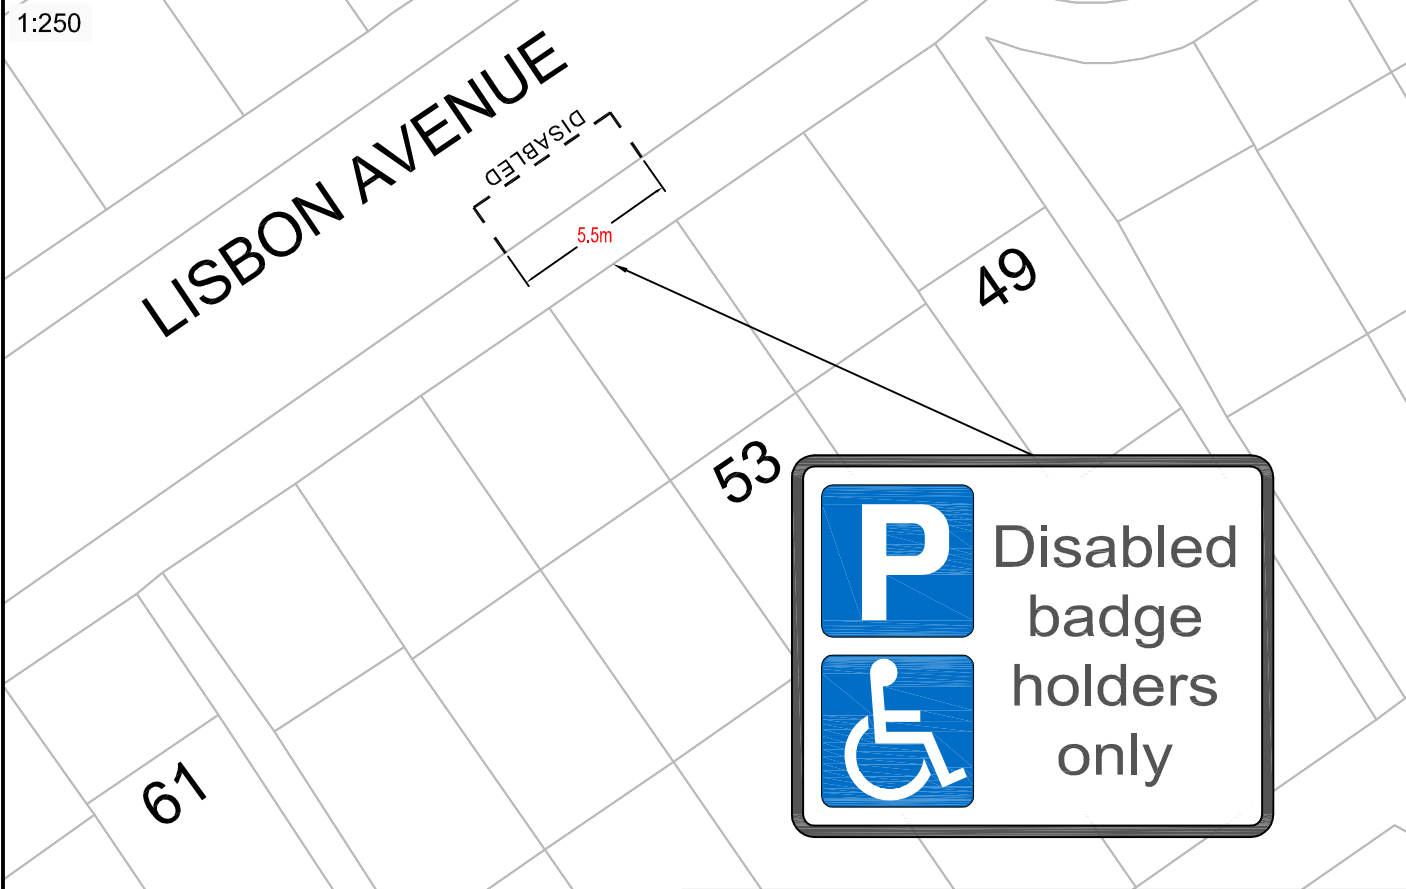 1:250
LISBON AVENUE
DISABLED
5.5m
49
53
61
P
Disabled
badge
holders
only